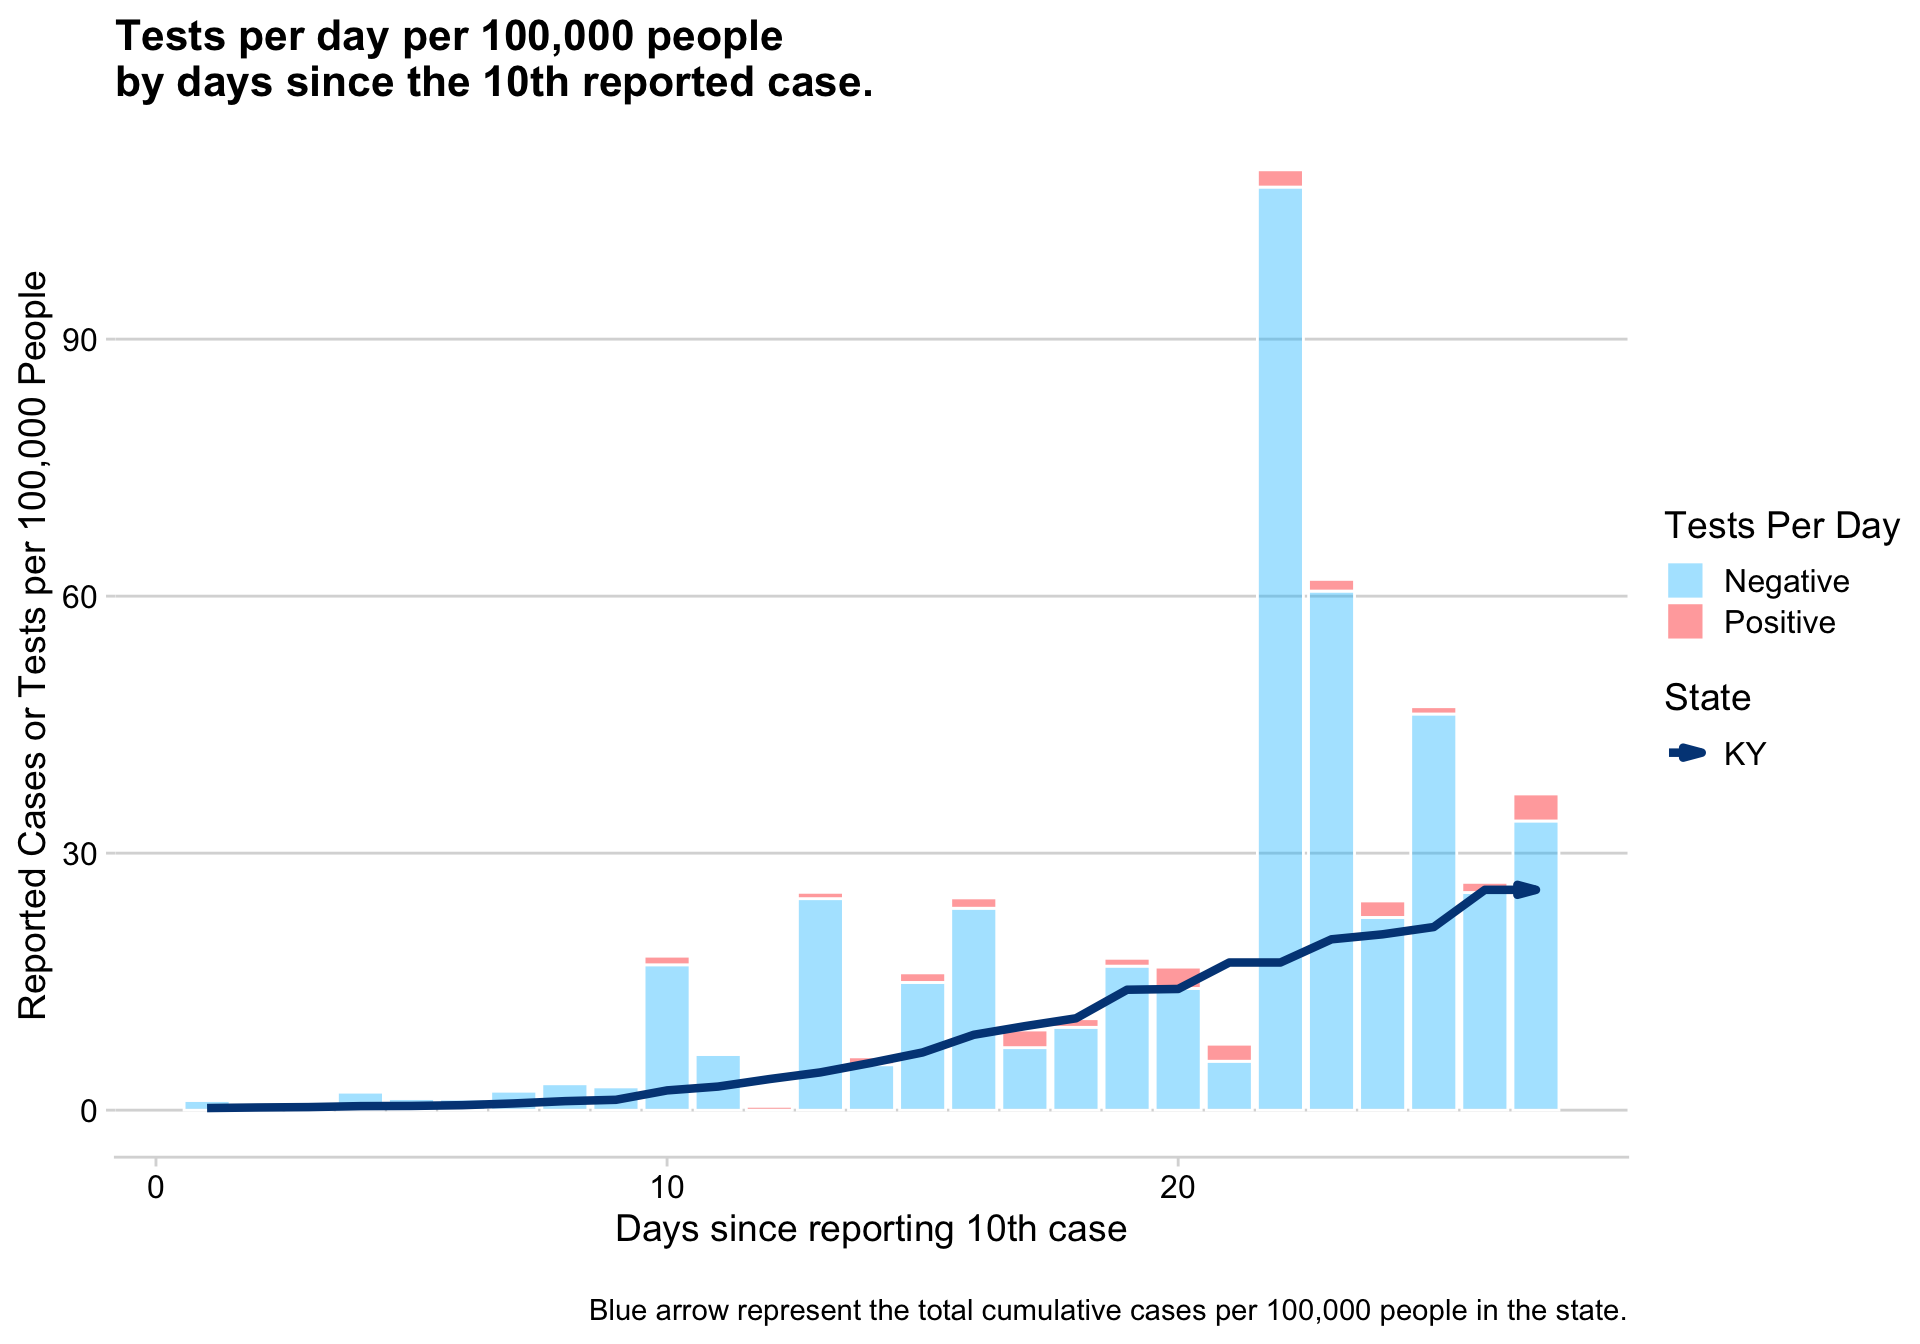 Tests per day per 100,000 people
by days since the 10th reported case.
Reported Cases or Tests per 100,000 People
90
60
30
0
0
10
20
Days since reporting 10th case
Tests Per Day
Negative
Positive
State
KY
Blue arrow represent the total cumulative cases per 100,000 people in the state.